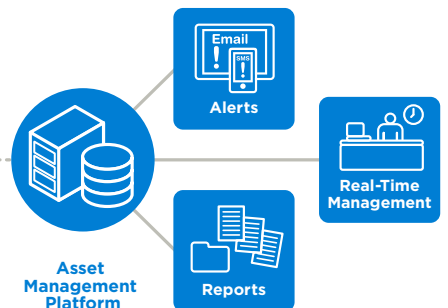 Email
!
SMS
!
Alerts
Real-Time
Management
Asset
Management
Platform
Reports